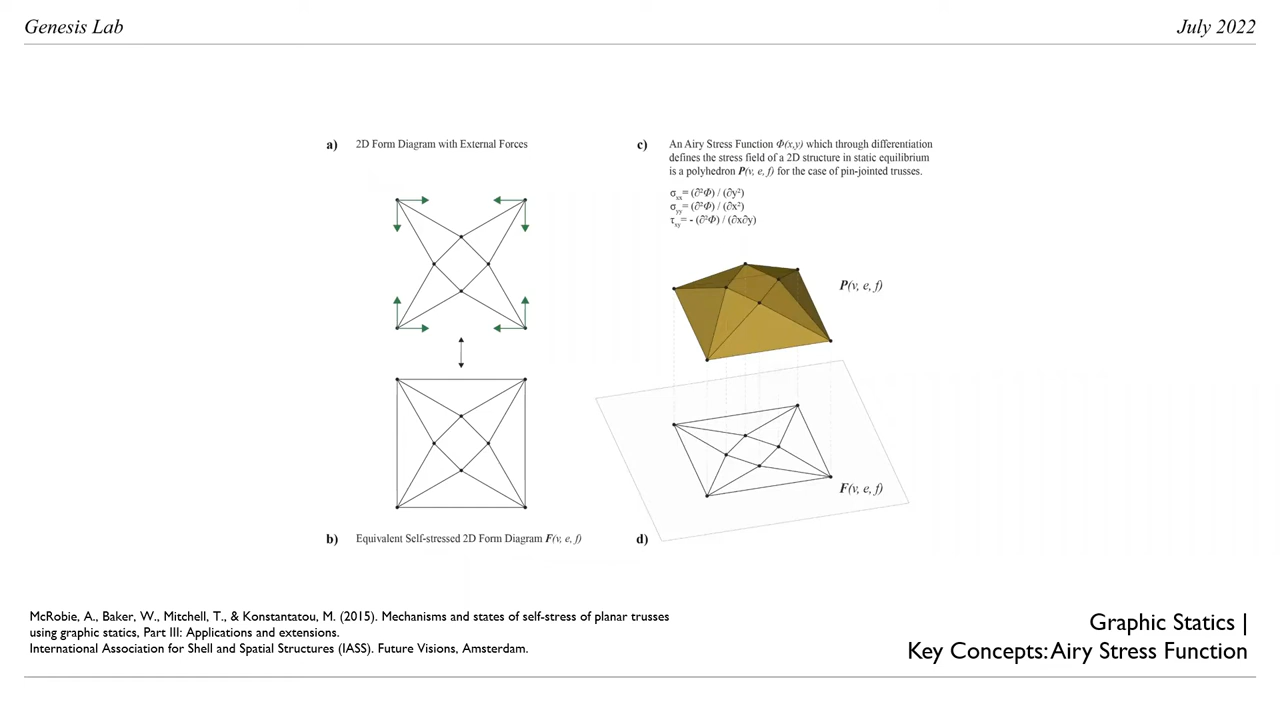 Genesis Lab
July 2022
a) 2D Form Diagram with External Forces
c) An Airy Stress Function Φ(x,y) which through differentiation
defines the stress field of a 2D structure in static equilibrium
is a polyhedron P(v, e, f) for the case of pin-jointed trusses.
σxx= (∂²Φ) / (∂y²)
σyy= (∂²Φ) / (∂x²)
τxy= - (∂²Φ) / (∂x∂y)
P(v, e, f)
F(v, e, f)
b) Equivalent Self-stressed 2D Form Diagram F(v, e, f)
d)
McRobie, A., Baker, W., Mitchell, T., & Konstantatou, M. (2015). Mechanisms and states of self-stress of planar trusses
using graphic statics, Part III: Applications and extensions.
International Association for Shell and Spatial Structures (IASS). Future Visions, Amsterdam.
Graphic Statics |
Key Concepts: Airy Stress Function